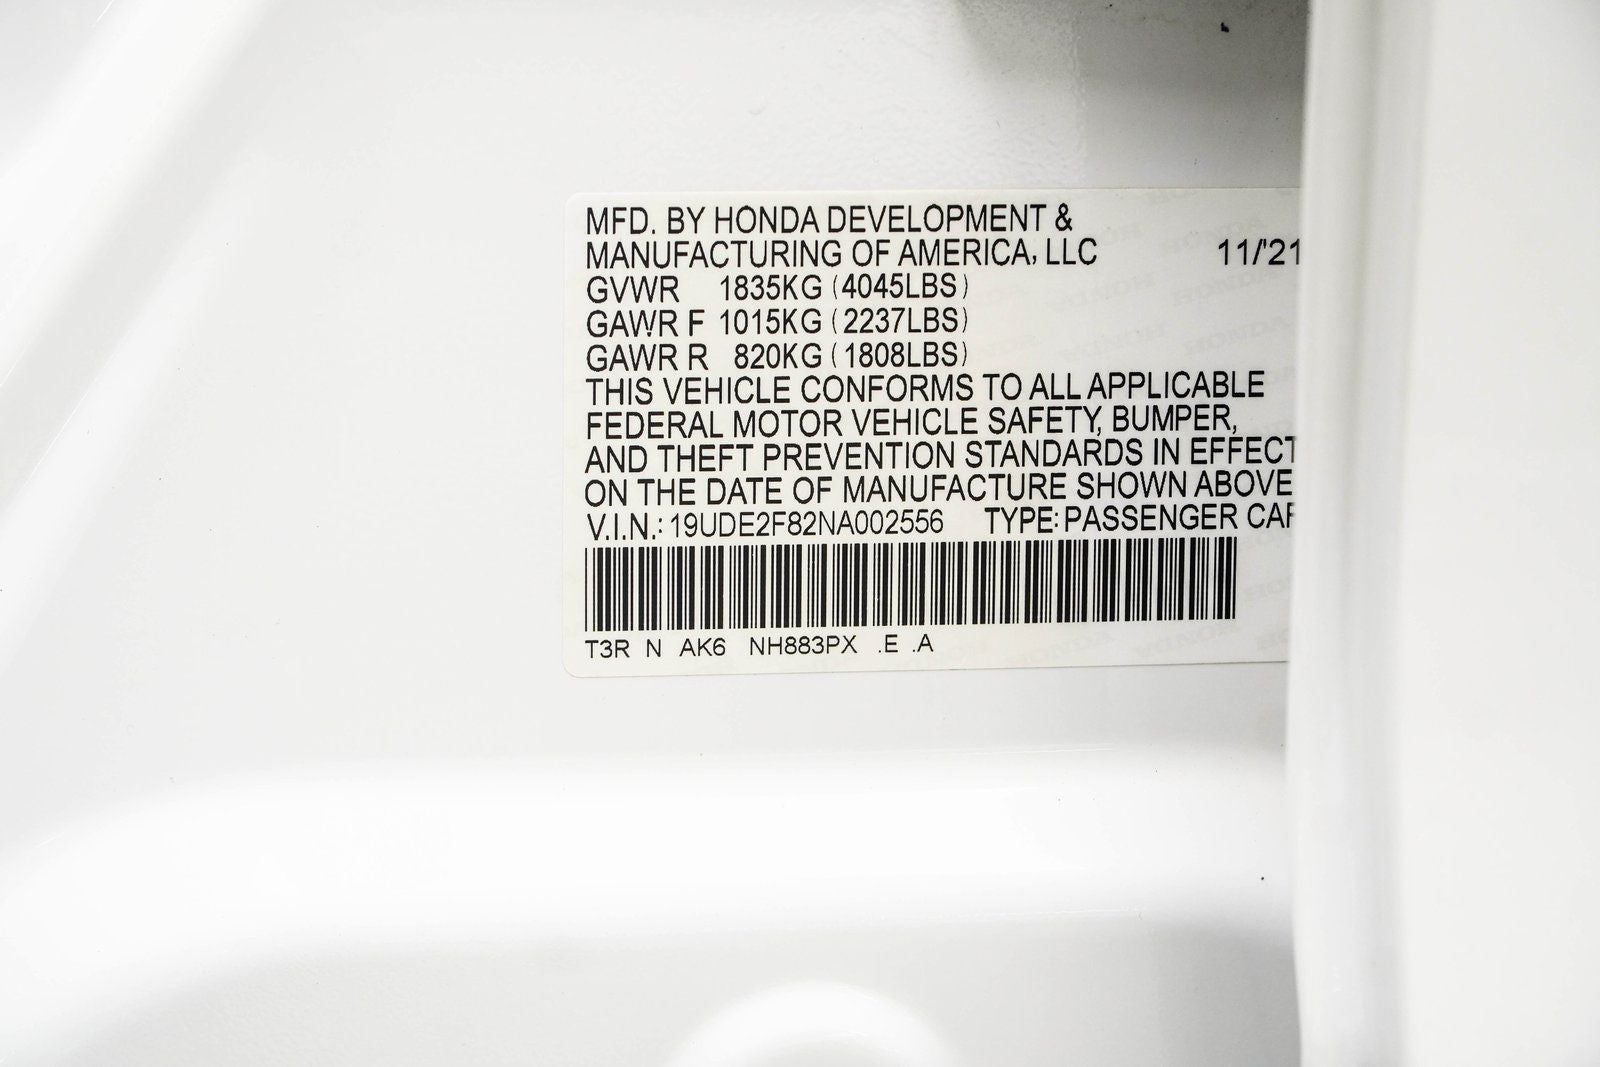 MFD. BY HONDA DEVELOPMENT &
MANUFACTURING OF AMERICA, LLC 11/'21
GVWR 1835KG (4045LBS)
GAWR F 1015KG (2237LBS)
GAWR R 820KG (1808LBS)
THIS VEHICLE CONFORMS TO ALL APPLICABLE
FEDERAL MOTOR VEHICLE SAFETY, BUMPER,
AND THEFT PREVENTION STANDARDS IN EFFECT
ON THE DATE OF MANUFACTURE SHOWN ABOVE
V.I.N.: 19UDE2F82NA002556 TYPE: PASSENGER CAR
T3R N AK6 NH883PX .E .A